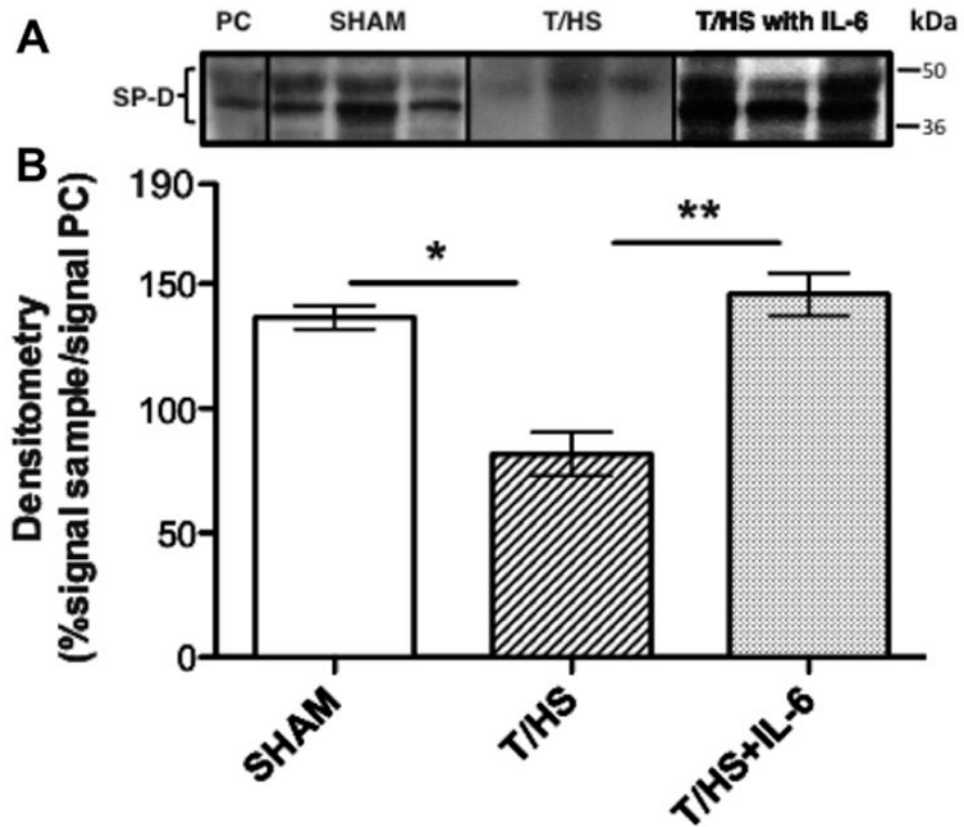 A
PC SHAM T/HS T/HS with IL-6 kDa
SP-D
50
36
B
Densitometry
(%signal sample/signal PC)
190
150
100
50
0
*
**
SHAM
T/HS
T/HS+IL-6